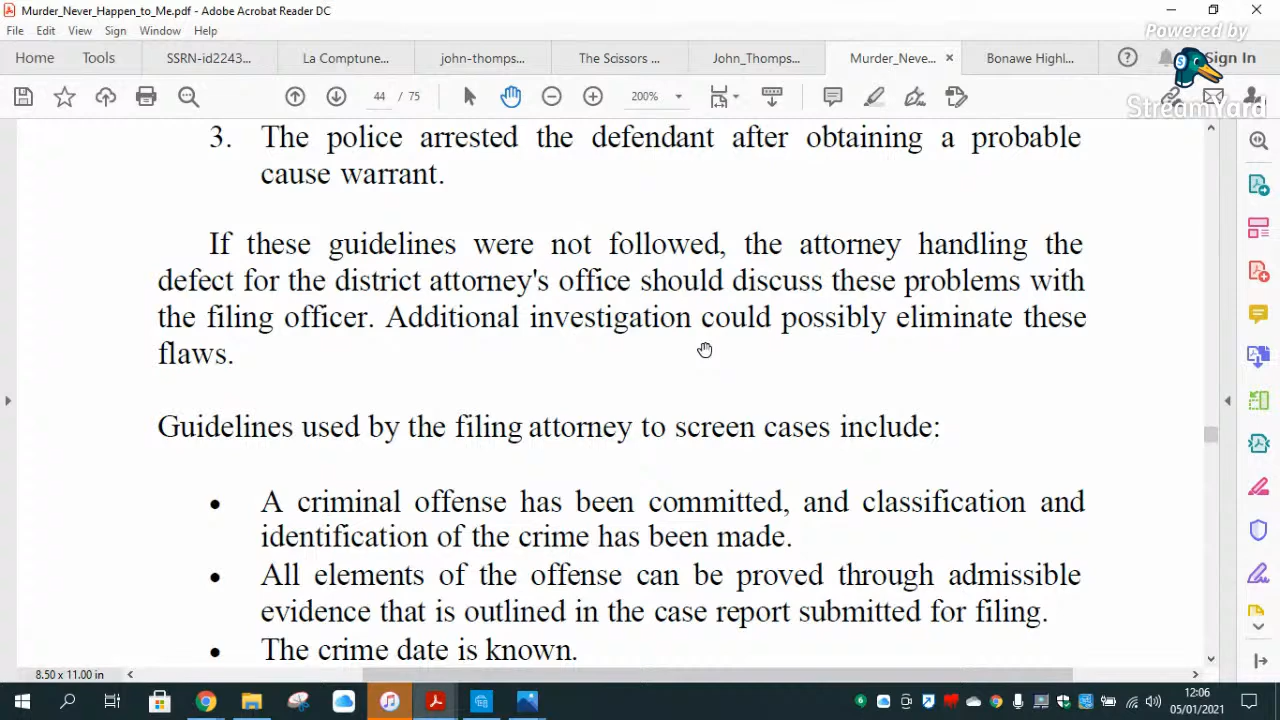 Murder_Never_Happen_to_Me.pdf - Adobe Acrobat Reader DC
File Edit View Sign Window Help
Powered by
StreamYard
Home Tools SSRN-id2243... La Comptune... john-thomps... The Scissors ... John_Thomps... Murder_Neve... × Bonawe Highl... Sign In
44 / 75 200%
3. The police arrested the defendant after obtaining a probable
cause warrant.
If these guidelines were not followed, the attorney handling the
defect for the district attorney's office should discuss these problems with
the filing officer. Additional investigation could possibly eliminate these
flaws.
Guidelines used by the filing attorney to screen cases include:
• A criminal offense has been committed, and classification and
identification of the crime has been made.
• All elements of the offense can be proved through admissible
evidence that is outlined in the case report submitted for filing.
• The crime date is known.
8.50 x 11.00 in
12:06
05/01/2021